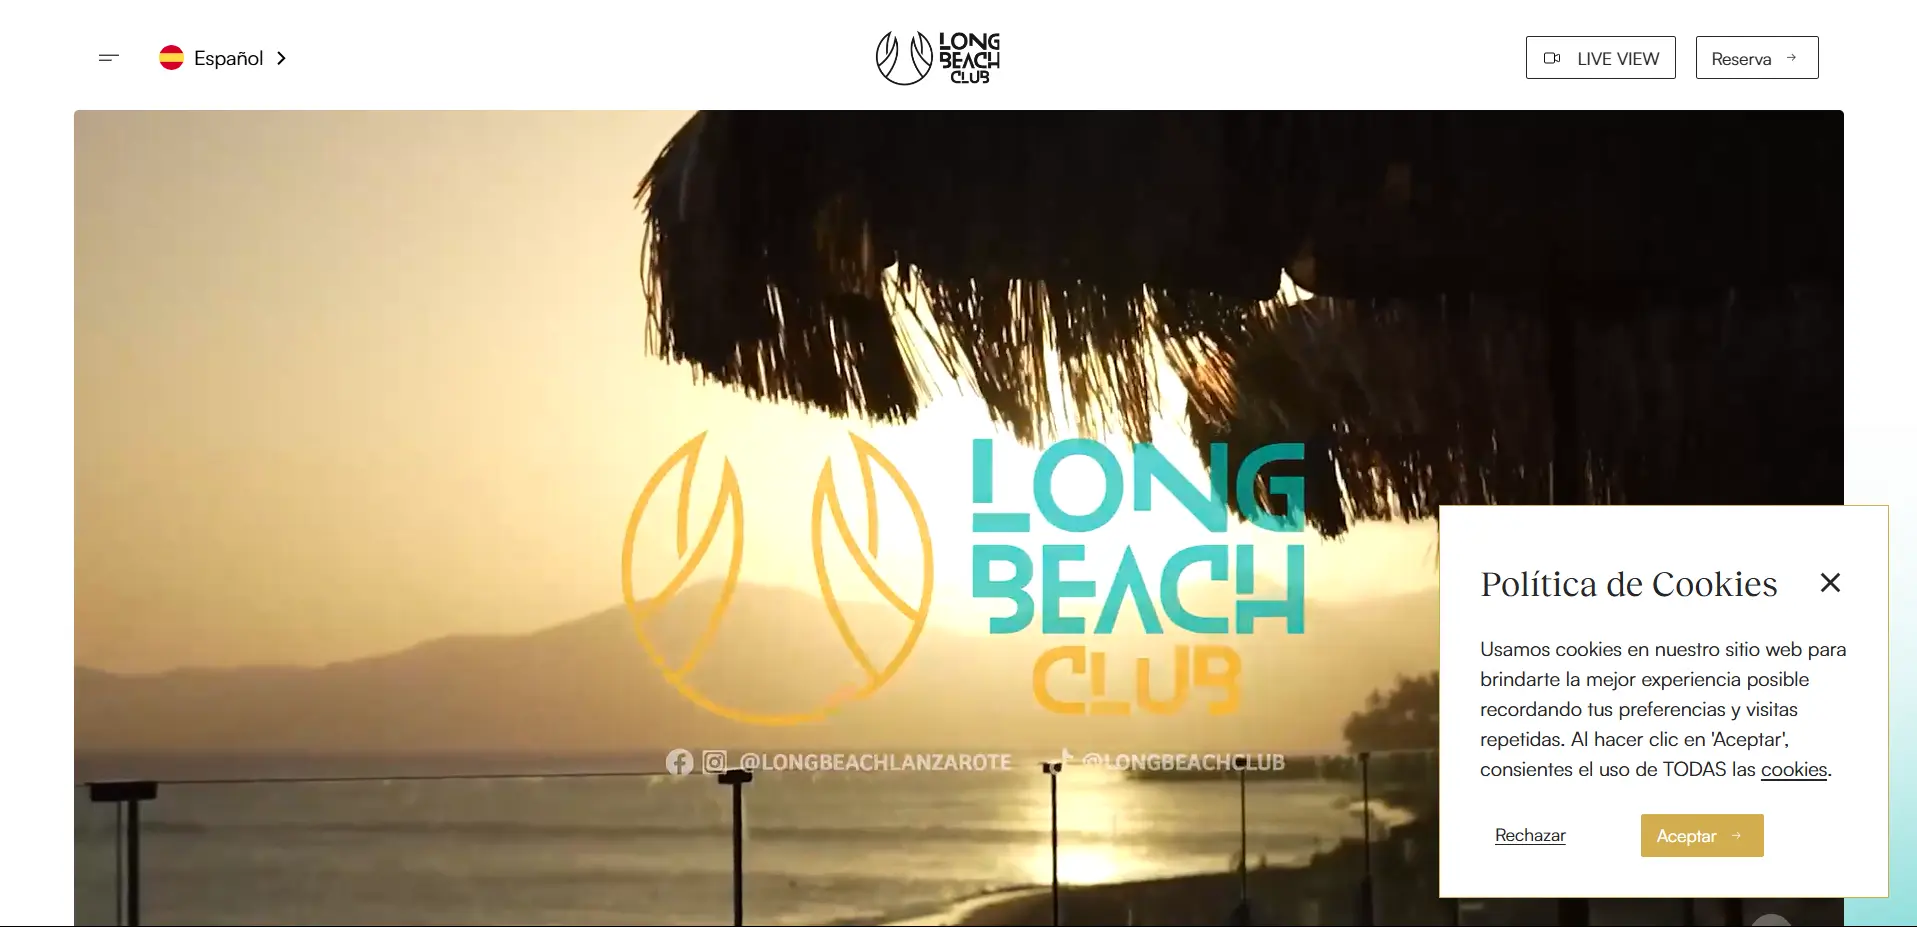 Español
LONG
BEACH
CLUB
LIVE VIEW
Reserva
LONG
BEACH
CLUB
@LONGBEACHLANZAROTE @LONGBEACHCLUB
Política de Cookies
Usamos cookies en nuestro sitio web para
brindarte la mejor experiencia posible
recordando tus preferencias y visitas
repetidas. Al hacer clic en 'Aceptar',
consientes el uso de TODAS las cookies.
Rechazar
Aceptar